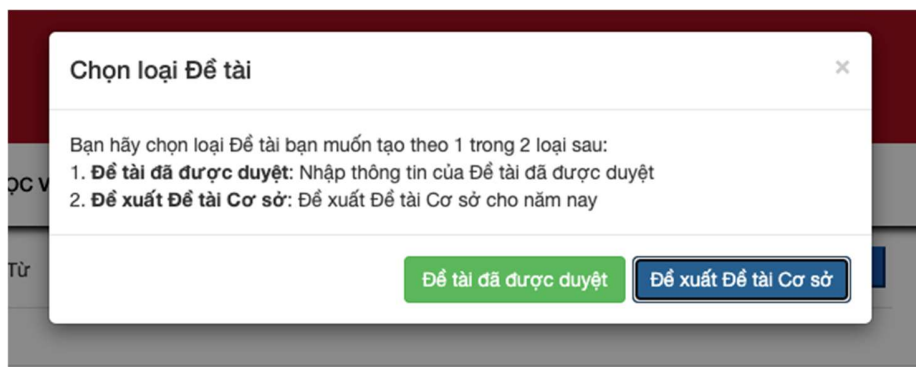 Chọn loại Đề tài
×
Bạn hãy chọn loại Đề tài bạn muốn tạo theo 1 trong 2 loại sau:
1. Đề tài đã được duyệt: Nhập thông tin của Đề tài đã được duyệt
2. Đề xuất Đề tài Cơ sở: Đề xuất Đề tài Cơ sở cho năm nay
Từ
Đề tài đã được duyệt
Đề xuất Đề tài Cơ sở